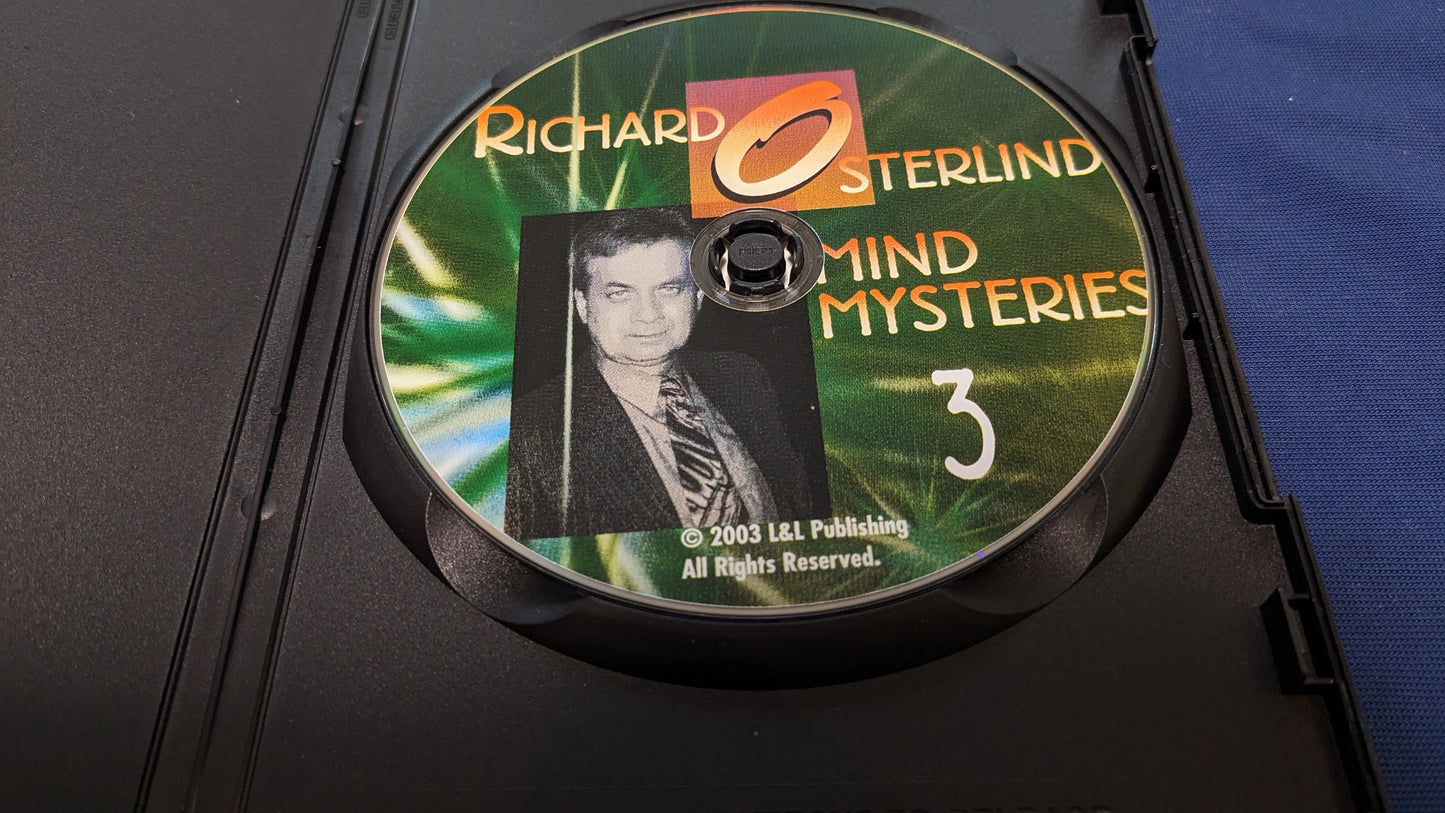 RICHARD OSTERLIND
MIND
MYSTERIES
3
© 2003 L&L Publishing
All Rights Reserved.